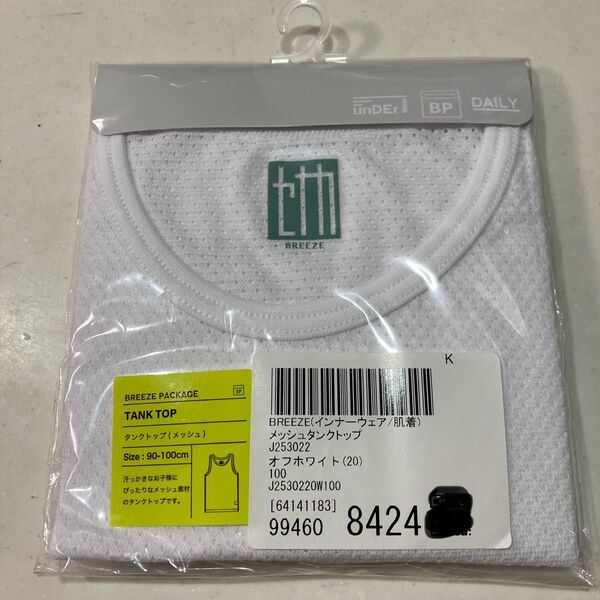 unDEr wear
BP
DAILY
tm
BREEZE
BREEZE PACKAGE
TANK TOP
タンクトップ(メッシュ)
Size : 90-100cm
汗っかきなお子様に
ぴったりなメッシュ素材
のタンクトップです。
K
BREEZE(インナーウェア/肌着)
メッシュタンクトップ
J253022
オフホワイト(20)
100
J253022OW100
[64141183]
99460
8424